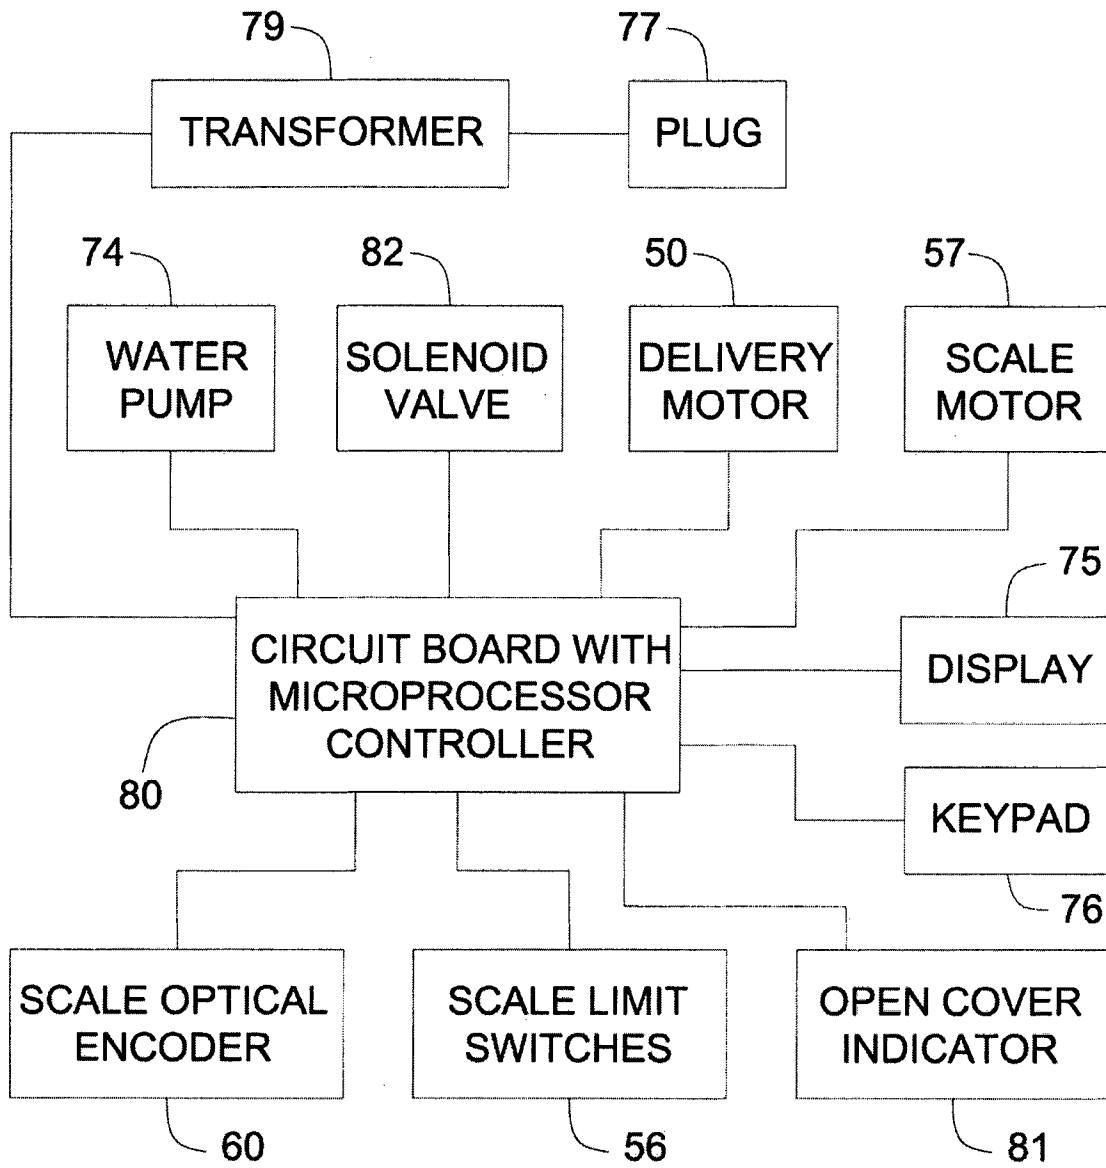 79
77
TRANSFORMER
PLUG
74
82
50
57
WATER
PUMP
SOLENOID
VALVE
DELIVERY
MOTOR
SCALE
MOTOR
75
CIRCUIT BOARD WITH
MICROPROCESSOR
CONTROLLER
DISPLAY
80
KEYPAD
76
SCALE OPTICAL
ENCODER
SCALE LIMIT
SWITCHES
OPEN COVER
INDICATOR
60
56
81